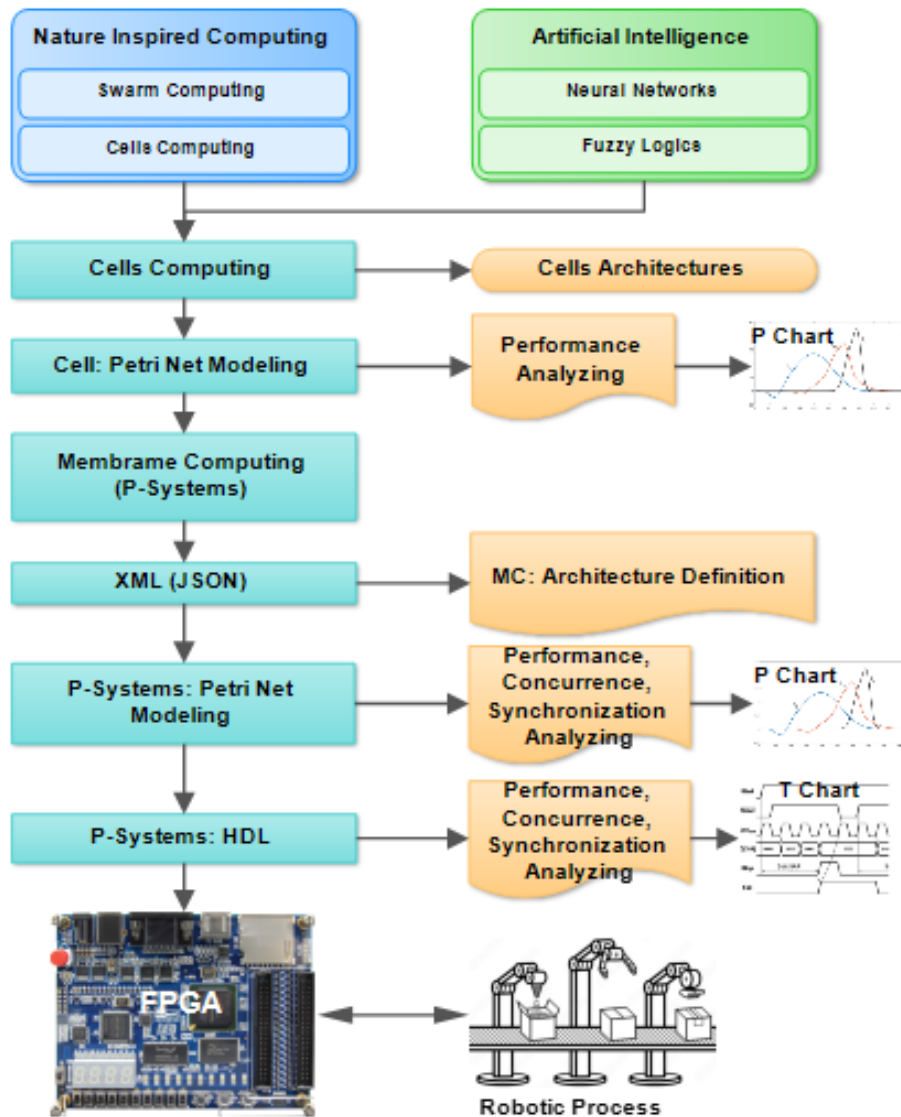 Nature Inspired Computing
Swarm Computing
Cells Computing
Artificial Intelligence
Neural Networks
Fuzzy Logics
Cells Computing
Cells Architectures
Cell: Petri Net Modeling
Performance
Analyzing
P Chart
Membrame Computing
(P-Systems)
XML (JSON)
MC: Architecture Definition
P-Systems: Petri Net
Modeling
Performance,
Concurrence,
Synchronization
Analyzing
P Chart
P-Systems: HDL
Performance,
Concurrence,
Synchronization
Analyzing
T Chart
FPGA
Robotic Process